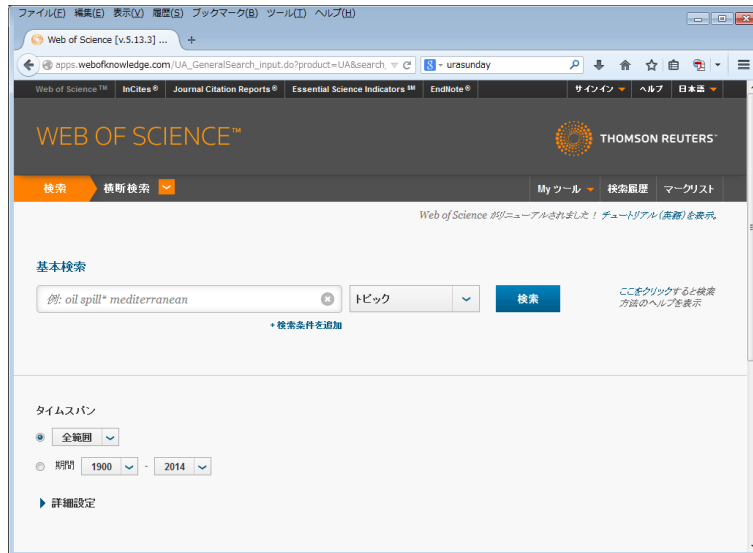 ファイル(F) 編集(E) 表示(V) 履歴(S) ブックマーク(B) ツール(T) ヘルプ(H)
Web of Science [v.5.13.3] ...
apps.webofknowledge.com/UA_GeneralSearch_input.do?product=UA&search_ urasunday
Web of Science™ InCites® Journal Citation Reports® Essential Science Indicators℠ EndNote® サインイン ヘルプ 日本語
WEB OF SCIENCE™ THOMSON REUTERS™
検索 横断検索 My ツール 検索履歴 マークリスト
Web of Science がリニューアルされました！ チュートリアル (英語) を表示。
基本検索
例: oil spill* mediterranean トピック 検索 ここをクリックすると検索
方法のヘルプを表示
+ 検索条件を追加
タイムスパン
全範囲
期間 1900 - 2014
詳細設定